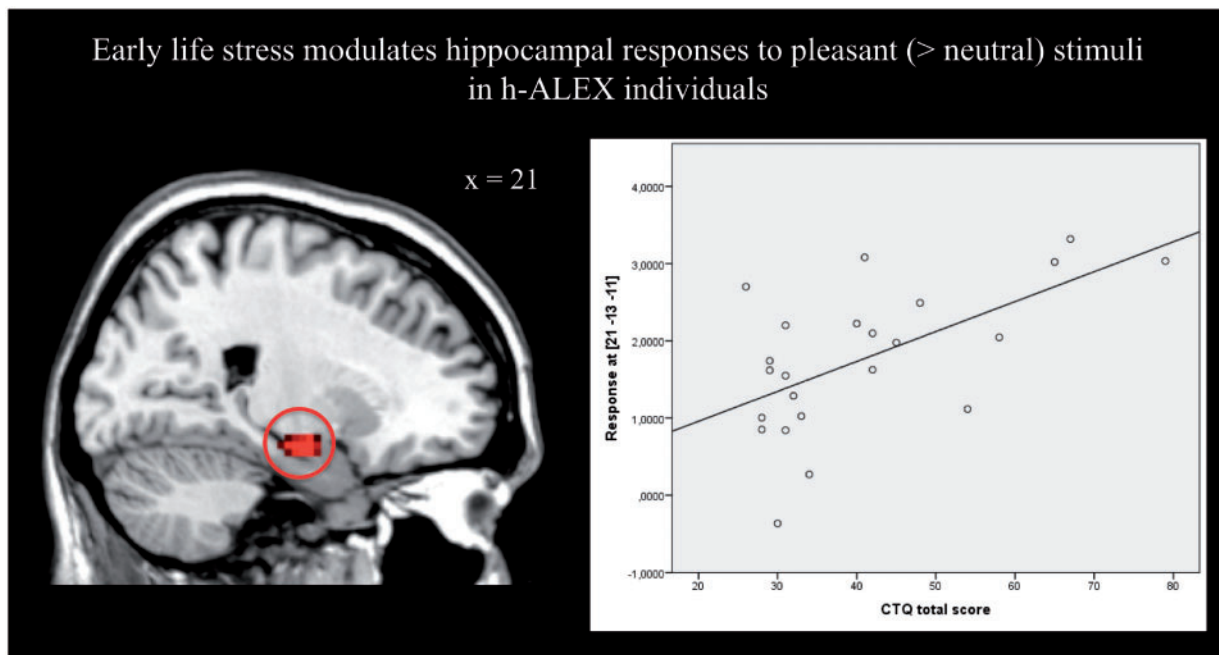 Early life stress modulates hippocampal responses to pleasant (> neutral) stimuli
in h-ALEX individuals
x = 21
Response at [21 -13 -11]
4,0000
3,0000
2,0000
1,0000
,0000
-1,0000
20 30 40 50 60 70 80
CTQ total score